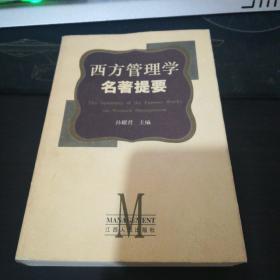 西方管理学
名著提要
The Summary of the Famous Works
on Western Management
孙耀君 主编
M
MANAGEMENT
江西人民出版社